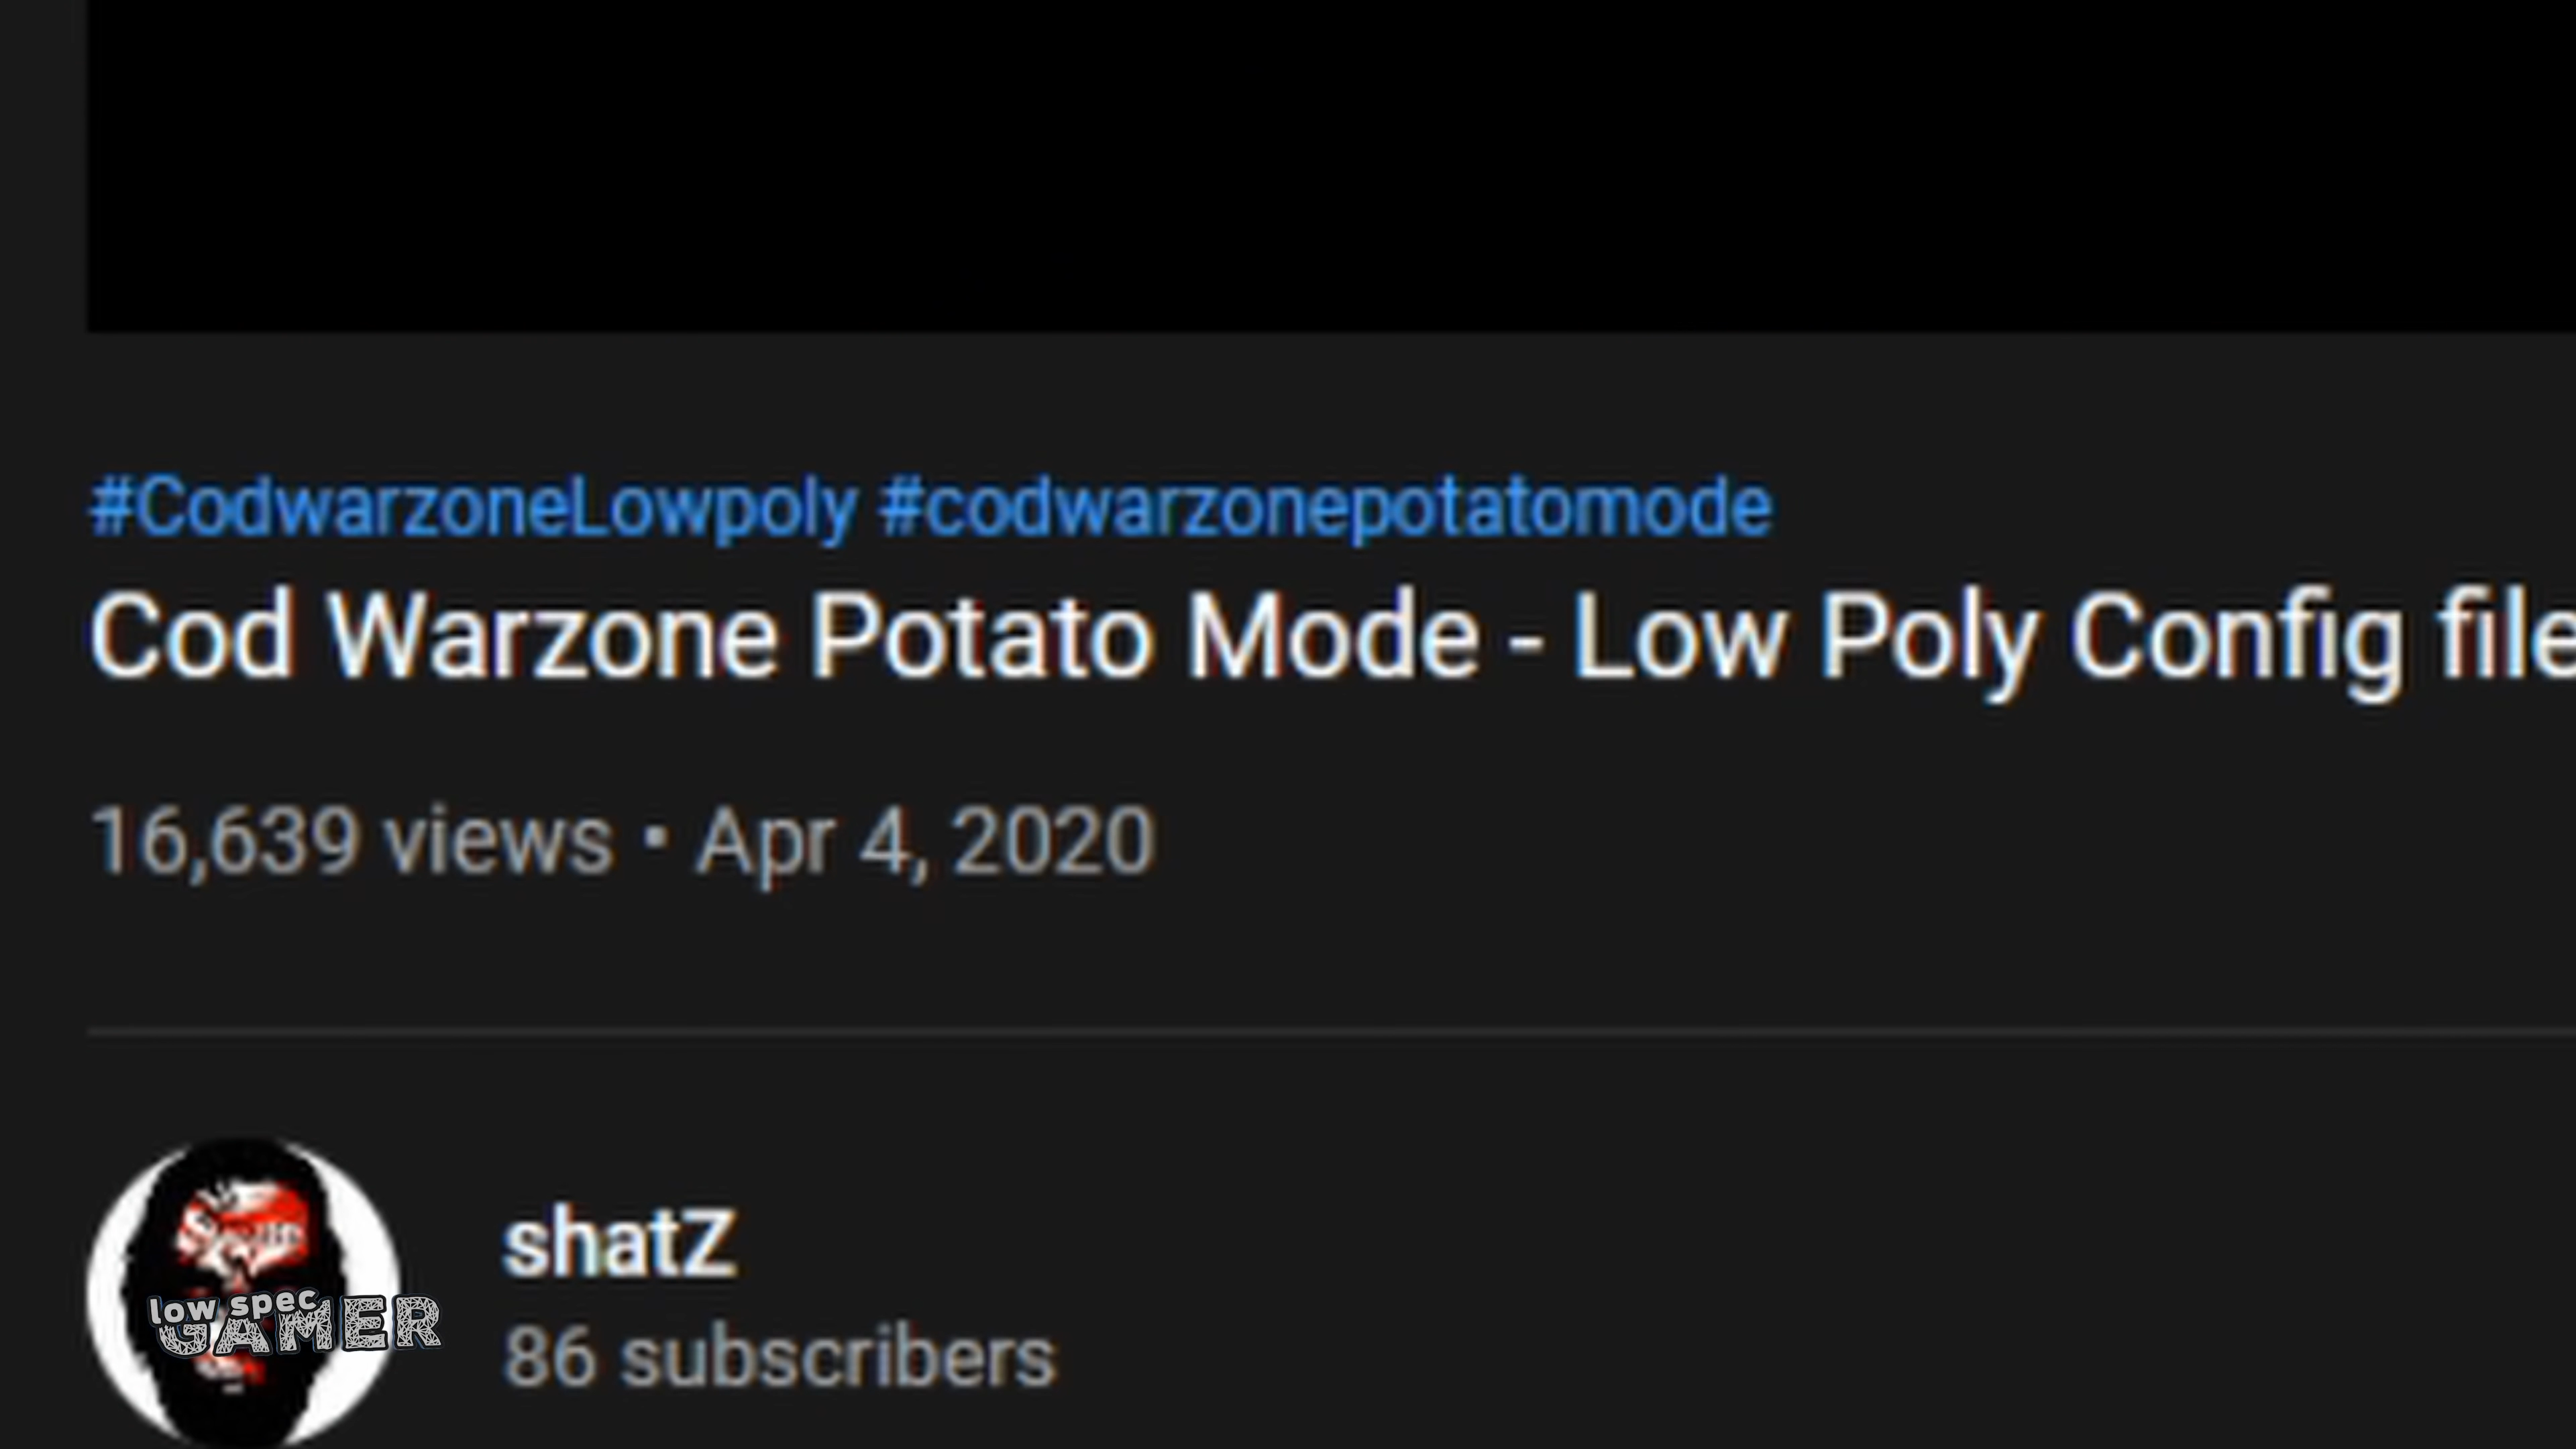 #CodwarzoneLowpoly #codwarzonepotatomode
Cod Warzone Potato Mode - Low Poly Config file
16,639 views • Apr 4, 2020
shatZ
low spec
GAMER
86 subscribers